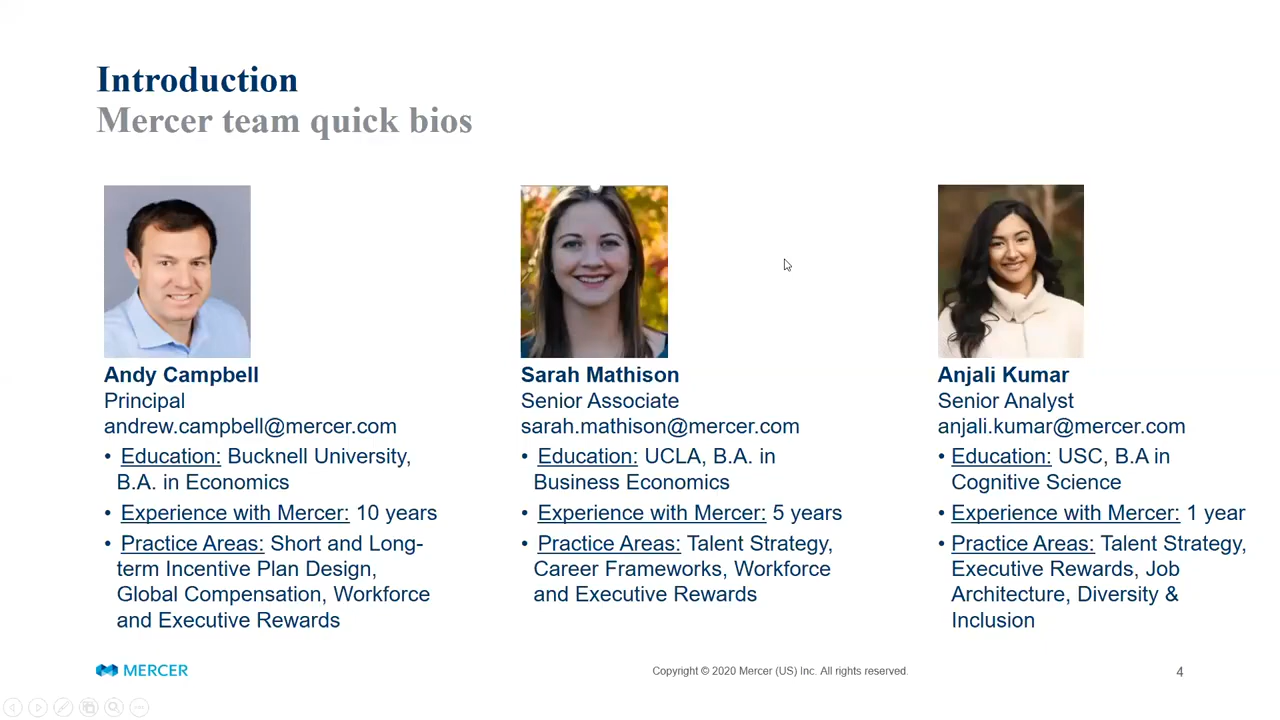 Introduction
Mercer team quick bios
Andy Campbell
Principal
andrew.campbell@mercer.com
• Education: Bucknell University,
B.A. in Economics
• Experience with Mercer: 10 years
• Practice Areas: Short and Long-
term Incentive Plan Design,
Global Compensation, Workforce
and Executive Rewards
Sarah Mathison
Senior Associate
sarah.mathison@mercer.com
• Education: UCLA, B.A. in
Business Economics
• Experience with Mercer: 5 years
• Practice Areas: Talent Strategy,
Career Frameworks, Workforce
and Executive Rewards
Anjali Kumar
Senior Analyst
anjali.kumar@mercer.com
• Education: USC, B.A in
Cognitive Science
• Experience with Mercer: 1 year
• Practice Areas: Talent Strategy,
Executive Rewards, Job
Architecture, Diversity &
Inclusion
MERCER
Copyright © 2020 Mercer (US) Inc. All rights reserved.
4